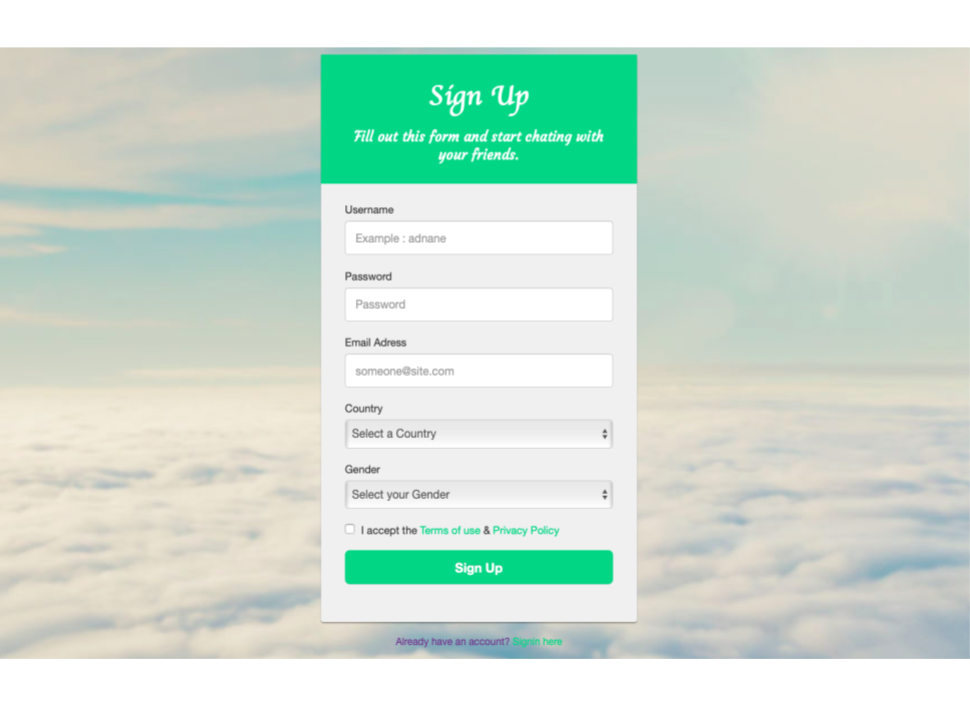 Sign Up
Fill out this form and start chating with
your friends.
Username
Example : adnane
Password
Password
Email Adress
someone@site.com
Country
Select a Country
Gender
Select your Gender
I accept the Terms of use & Privacy Policy
Sign Up
Already have an account? Signin here